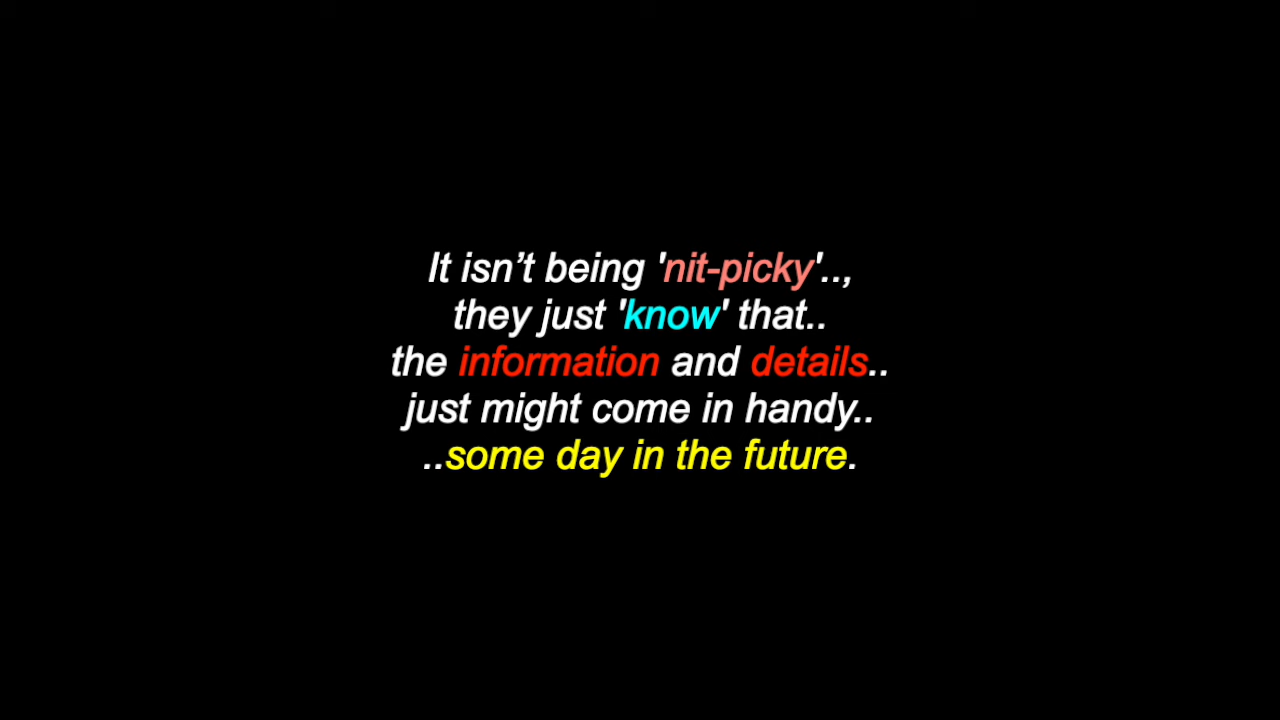 It isn’t being 'nit-picky'..,
they just 'know' that..
the information and details..
just might come in handy..
..some day in the future.